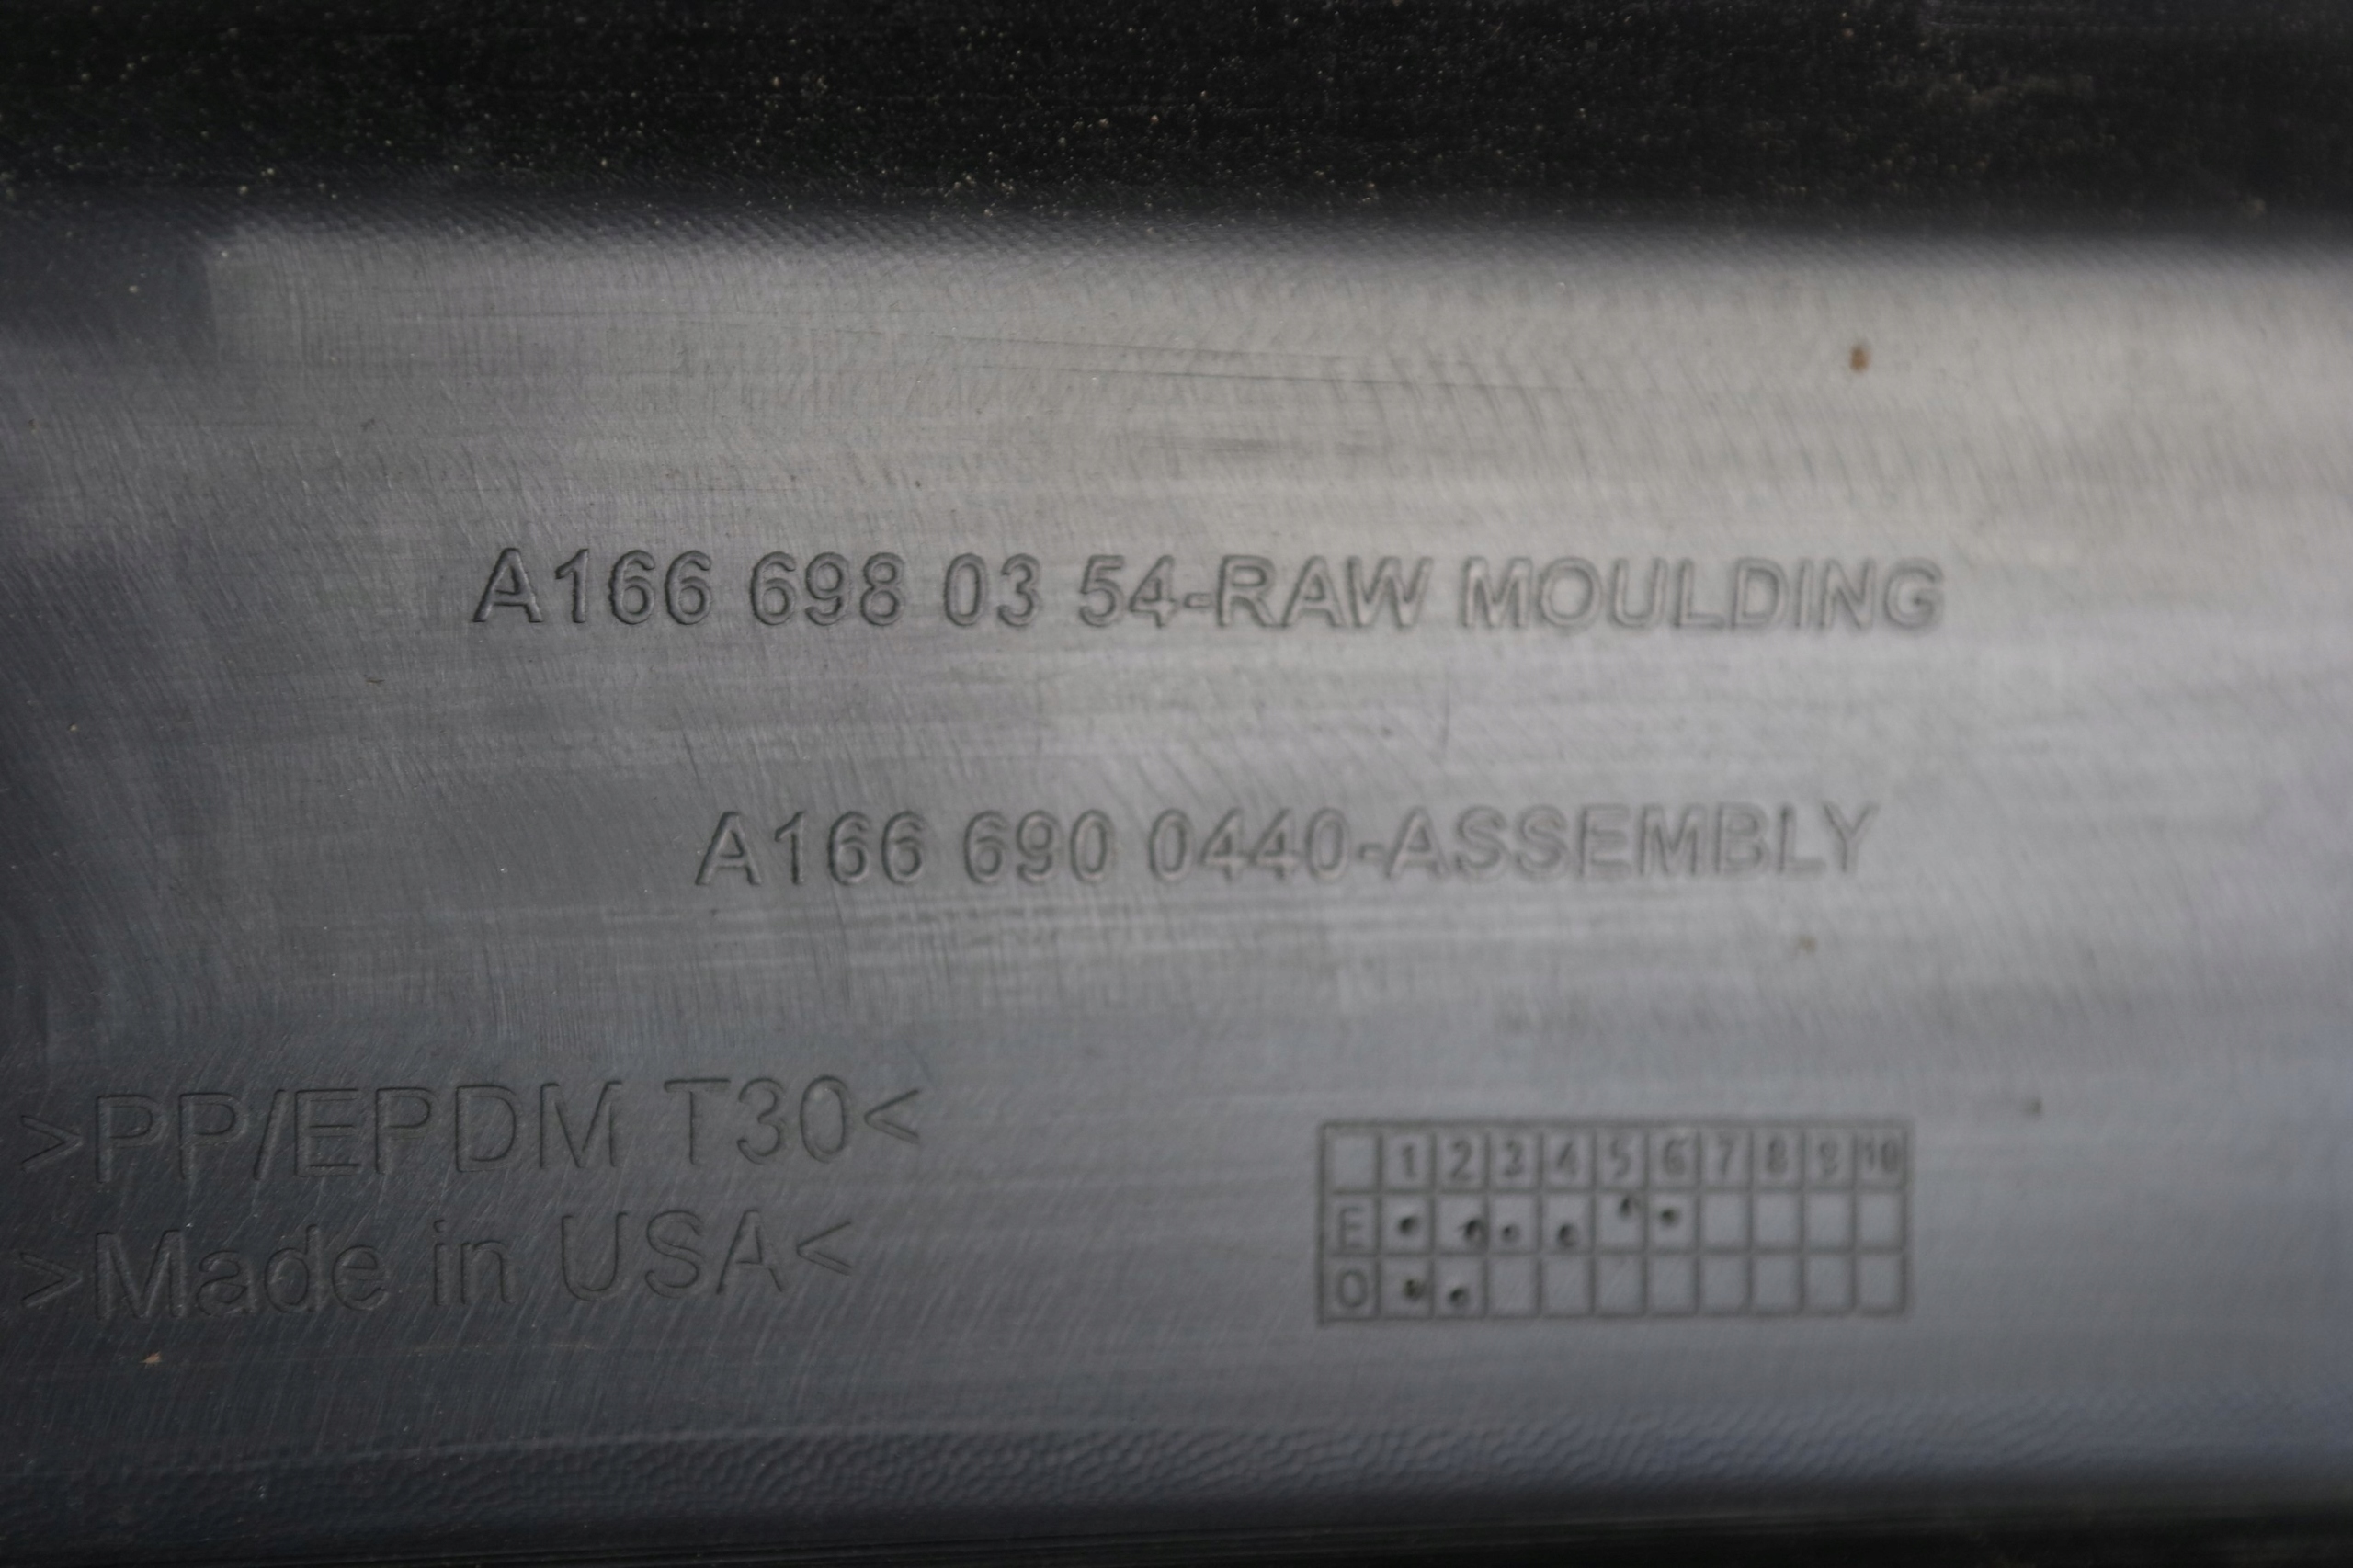 A166 698 03 54-RAW MOULDING
A166 690 0440-ASSEMBLY
>PP/EPDM T30<
>Made in USA<
1 2 3 4 5 6 7 8 9 10
E
O